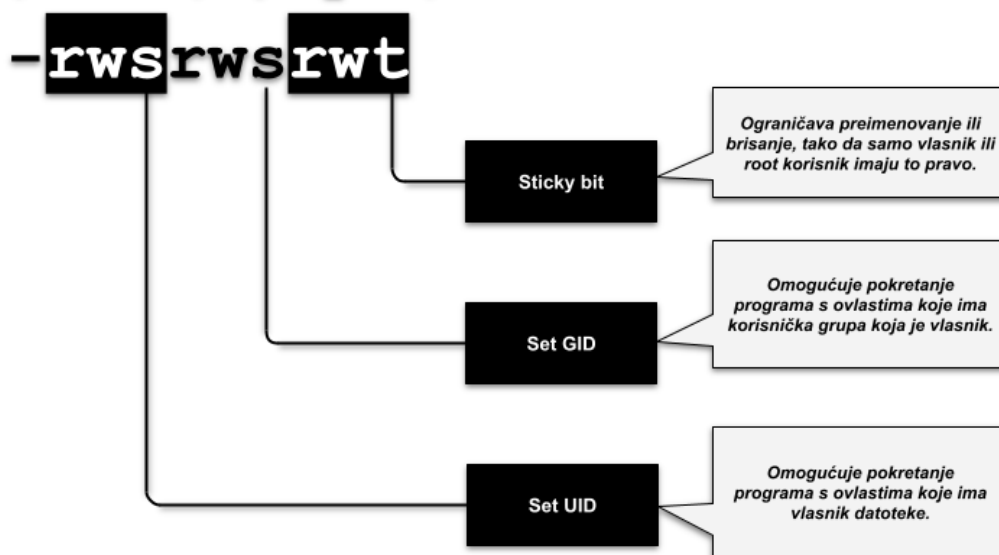 -rwsrwsrwt
Ograničava preimenovanje ili
brisanje, tako da samo vlasnik ili
root korisnik imaju to pravo.
Sticky bit
Omogućuje pokretanje
programa s ovlastima koje ima
korisnička grupa koja je vlasnik.
Set GID
Omogućuje pokretanje
programa s ovlastima koje ima
vlasnik datoteke.
Set UID